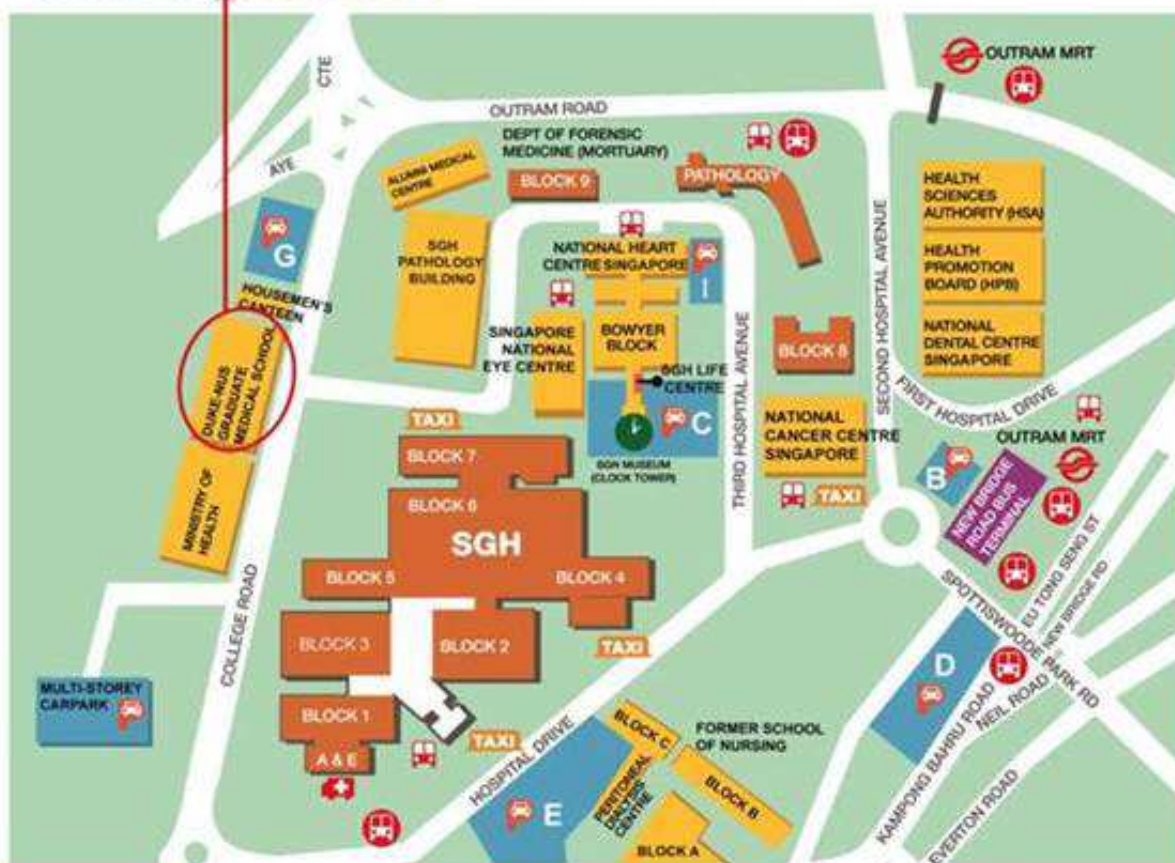 OUTRAM MRT
CTE
OUTRAM ROAD
DEPT OF FORENSIC
MEDICINE (MORTUARY)
AYE
ALUMNI MEDICAL
CENTRE
BLOCK 9
PATHOLOGY
HEALTH
SCIENCES
AUTHORITY (HSA)
G
SGH
PATHOLOGY
BUILDING
NATIONAL HEART
CENTRE SINGAPORE
I
SECOND HOSPITAL AVENUE
HEALTH
PROMOTION
BOARD (HPB)
HOUSEMEN'S
CANTEEN
SINGAPORE
NATIONAL
EYE CENTRE
BOWYER
BLOCK
THIRD HOSPITAL AVENUE
BLOCK 8
NATIONAL
DENTAL CENTRE
SINGAPORE
DUKE-NUS
GRADUATE
MEDICAL SCHOOL
SGH LIFE
CENTRE
FIRST HOSPITAL DRIVE
TAXI
C
NATIONAL
CANCER CENTRE
SINGAPORE
OUTRAM MRT
BLOCK 7
SGH MUSEUM
(CLOCK TOWER)
B
MINISTRY OF
HEALTH
BLOCK 6
TAXI
NEW BRIDGE
ROAD BUS
TERMINAL
SGH
EU TONG SENG ST
NEW BRIDGE RD
BLOCK 5
BLOCK 4
SPOTTISWOODE PARK RD
COLLEGE ROAD
BLOCK 3
BLOCK 2
TAXI
D
MULTI-STOREY
CARPARK
BLOCK 1
TAXI
HOSPITAL DRIVE
BLOCK C
FORMER SCHOOL
OF NURSING
NEIL ROAD
KAMPONG BAHRU ROAD
A & E
PERITONEAL
DIALYSIS
CENTRE
BLOCK B
E
EVERTON ROAD
BLOCK A